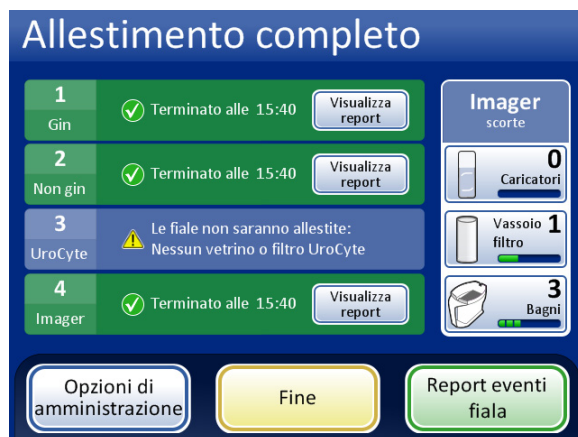 Allestimento completo
1
Gin
Terminato alle 15:40
Visualizza
report
2
Non gin
Terminato alle 15:40
Visualizza
report
3
UroCyte
Le fiale non saranno allestite:
Nessun vetrino o filtro UroCyte
4
Imager
Terminato alle 15:40
Visualizza
report
Imager
scorte
0
Caricatori
Vassoio 1
filtro
3
Bagni
Opzioni di
amministrazione
Fine
Report eventi
fiala